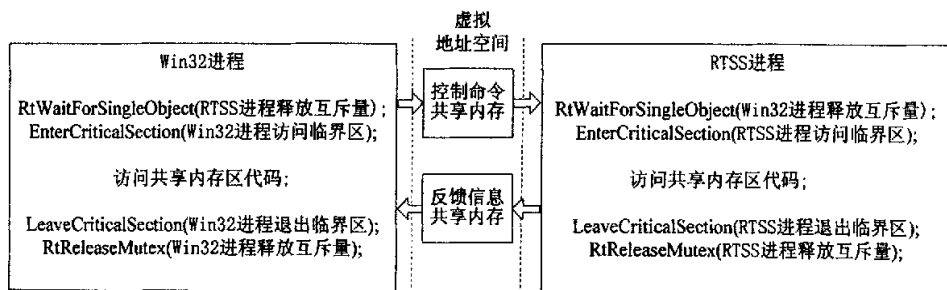 虚拟
地址空间
Win32进程
RtWaitForSingleObject(RTSS进程释放互斥量);
EnterCriticalSection(Win32进程访问临界区);
访问共享内存区代码;
LeaveCriticalSection(Win32进程退出临界区);
RtReleaseMutex(Win32进程释放互斥量);
控制命令
共享内存
反馈信息
共享内存
RTSS进程
RtWaitForSingleObject(Win32进程释放互斥量);
EnterCriticalSection(RTSS进程访问临界区);
访问共享内存区代码;
LeaveCriticalSection(RTSS进程退出临界区);
RtReleaseMutex(RTSS进程释放互斥量);